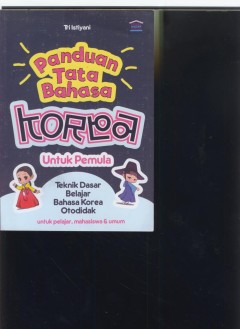 Tri Istiyani
Panduan
Tata
Bahasa
Korea
Untuk Pemula
Teknik Dasar
Belajar
Bahasa Korea
Otodidak
untuk pelajar, mahasiswa & umum